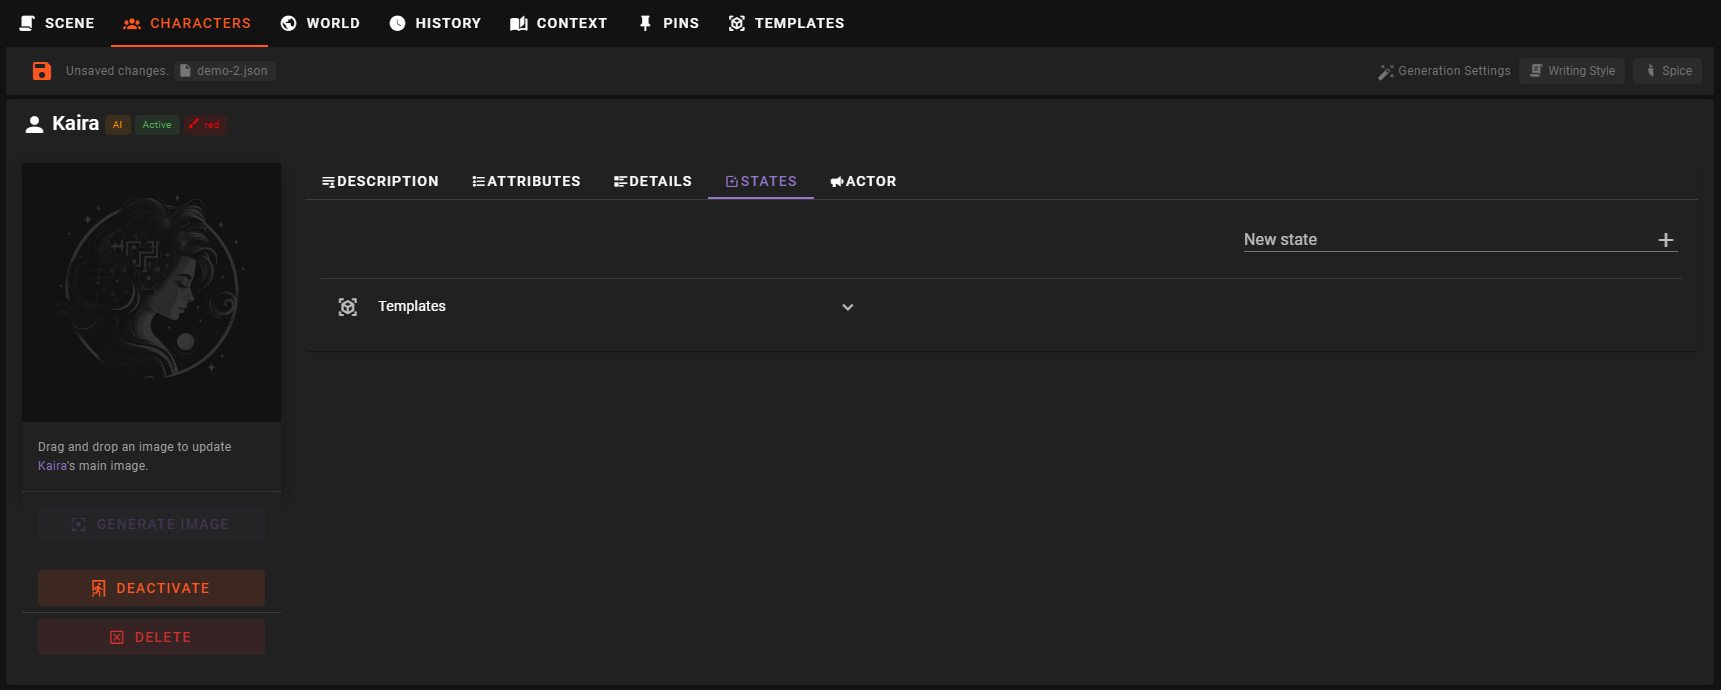 SCENE CHARACTERS WORLD HISTORY CONTEXT PINS TEMPLATES
Unsaved changes. demo-2.json Generation Settings Writing Style Spice
Kaira AI Active red
DESCRIPTION ATTRIBUTES DETAILS STATES ACTOR
New state
Templates
Drag and drop an image to update
Kaira's main image.
GENERATE IMAGE
DEACTIVATE
DELETE